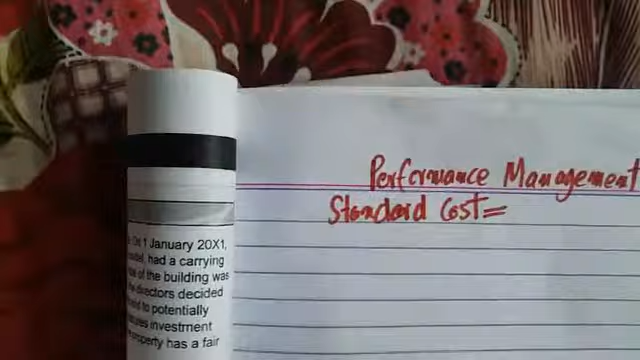 Performance Management
Standard Cost=
On 1 January 20X1,
model, had a carrying
of the building was
directors decided
to potentially
investment
property has a fair